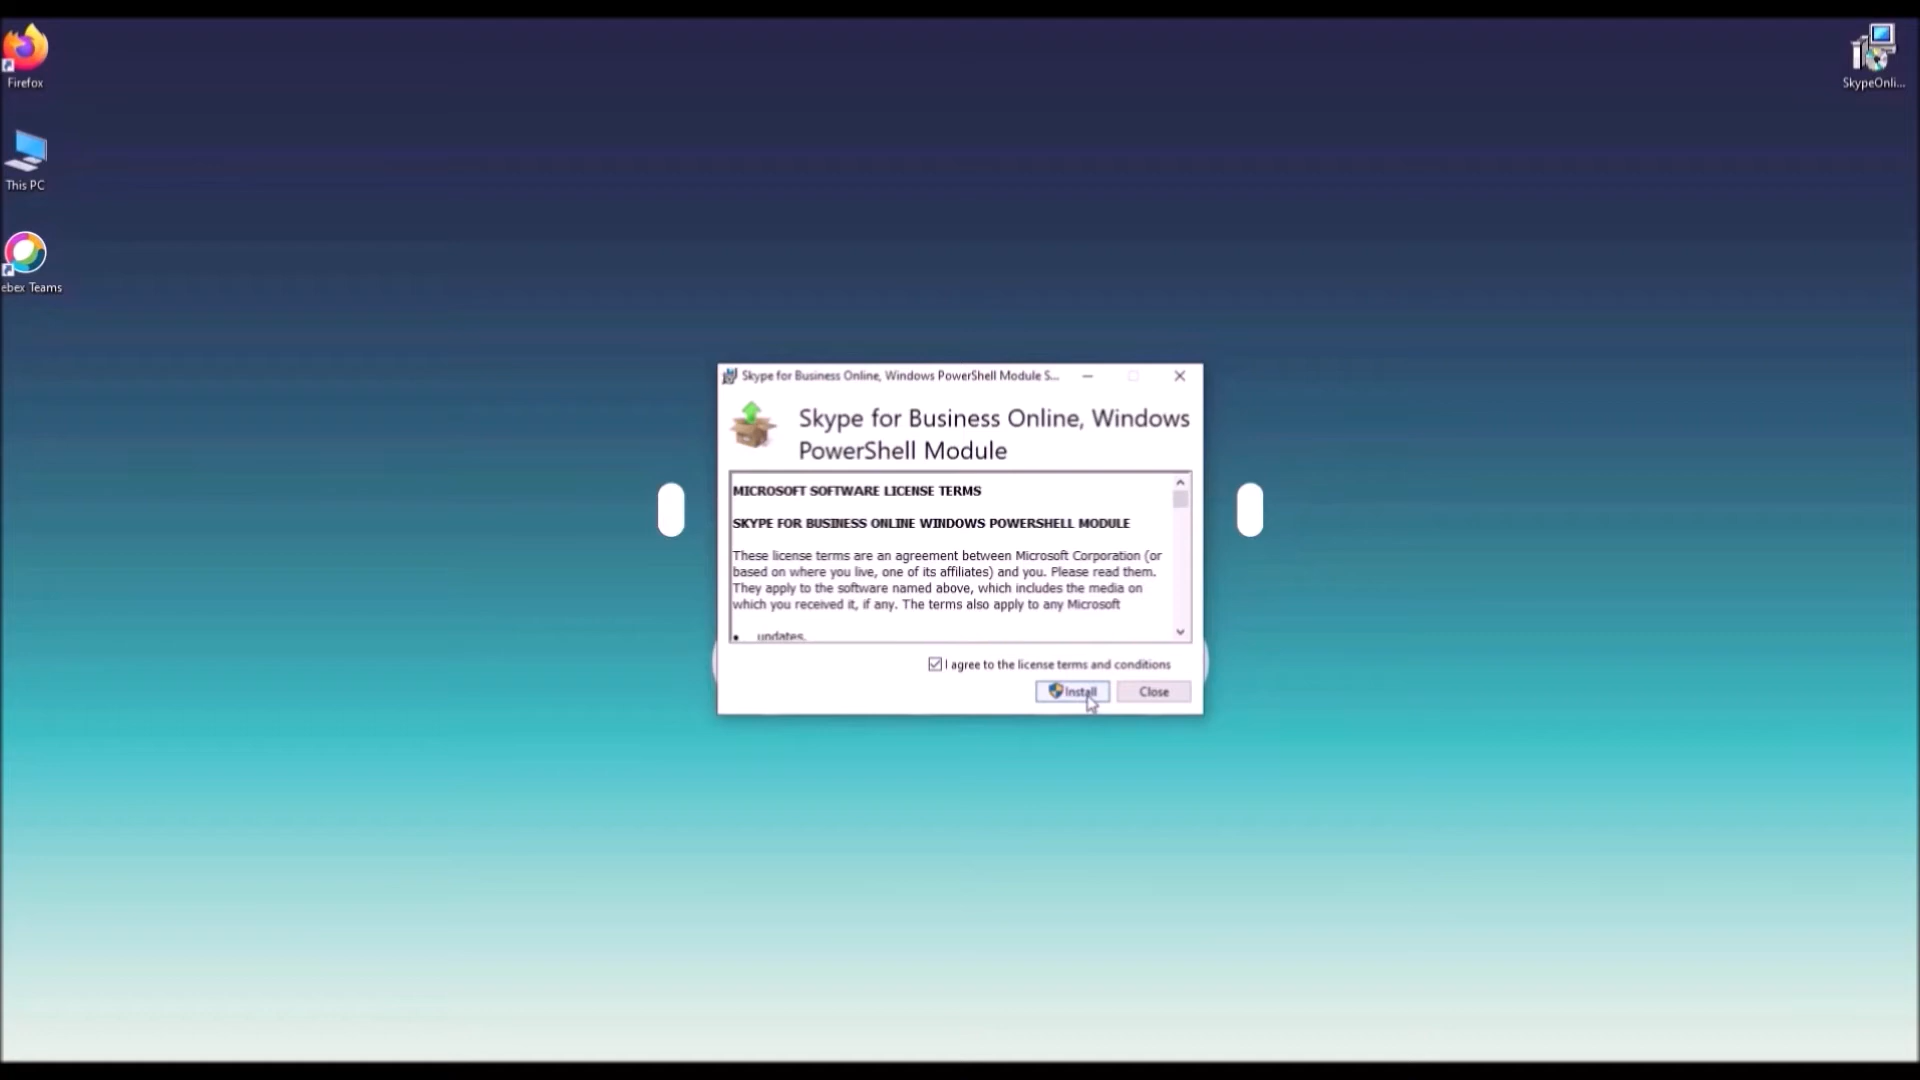 Firefox
This PC
ebex Teams
SkypeOnli...
Skype for Business Online, Windows PowerShell Module S...
Skype for Business Online, Windows
PowerShell Module
MICROSOFT SOFTWARE LICENSE TERMS
SKYPE FOR BUSINESS ONLINE WINDOWS POWERSHELL MODULE
These license terms are an agreement between Microsoft Corporation (or
based on where you live, one of its affiliates) and you. Please read them.
They apply to the software named above, which includes the media on
which you received it, if any. The terms also apply to any Microsoft
• updates,
I agree to the license terms and conditions
Install
Close